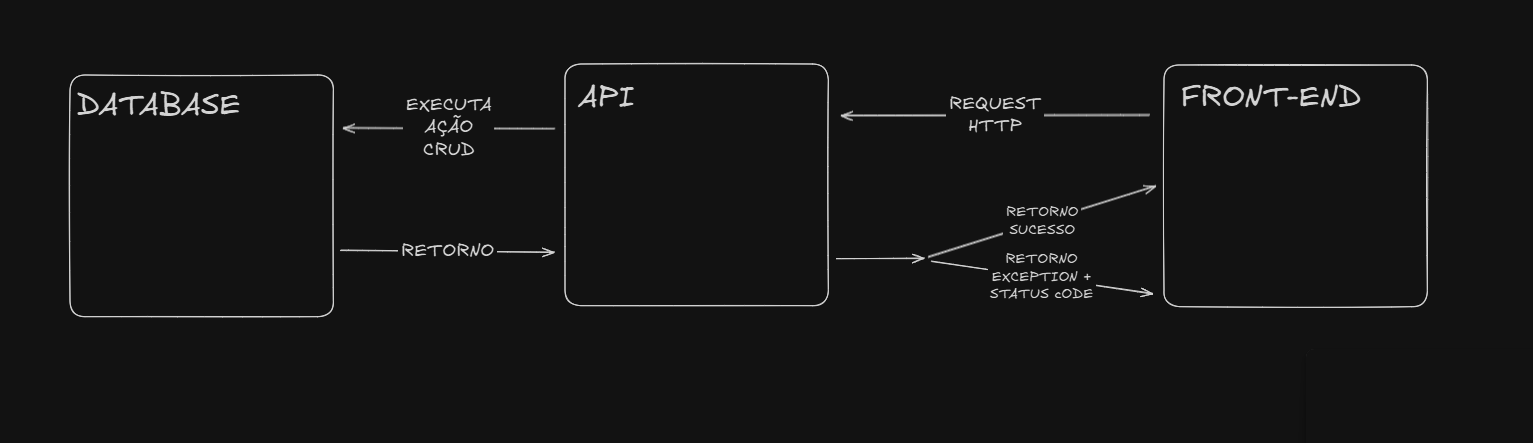 DATABASE
EXECUTA
AÇÃO
CRUD
RETORNO
API
REQUEST
HTTP
RETORNO
SUCESSO
RETORNO
EXCEPTION +
STATUS cODE
FRONT-END